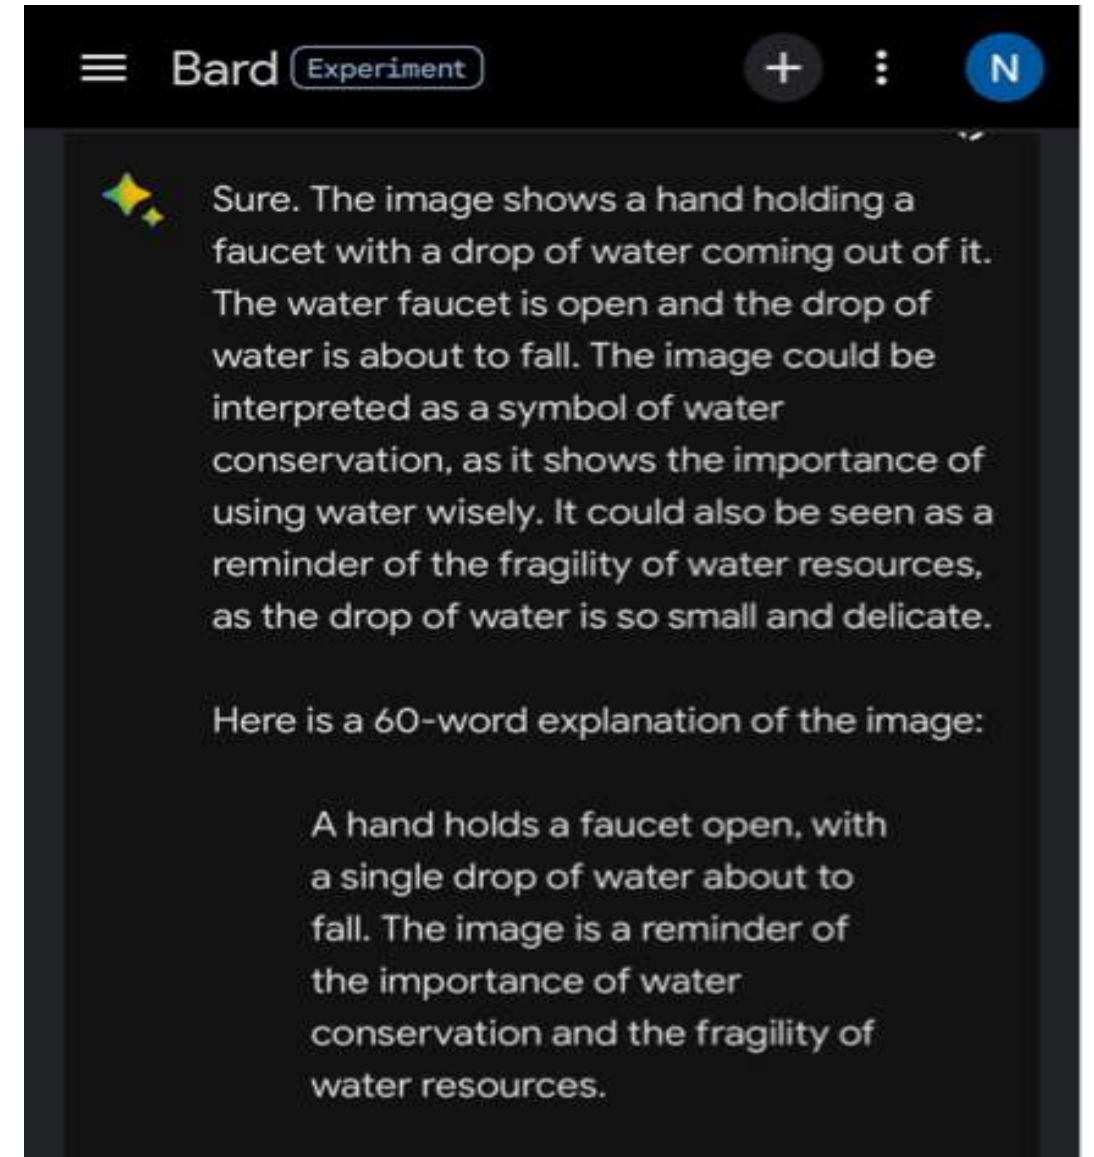 Bard Experiment N
Sure. The image shows a hand holding a
faucet with a drop of water coming out of it.
The water faucet is open and the drop of
water is about to fall. The image could be
interpreted as a symbol of water
conservation, as it shows the importance of
using water wisely. It could also be seen as a
reminder of the fragility of water resources,
as the drop of water is so small and delicate.
Here is a 60-word explanation of the image:
A hand holds a faucet open, with
a single drop of water about to
fall. The image is a reminder of
the importance of water
conservation and the fragility of
water resources.